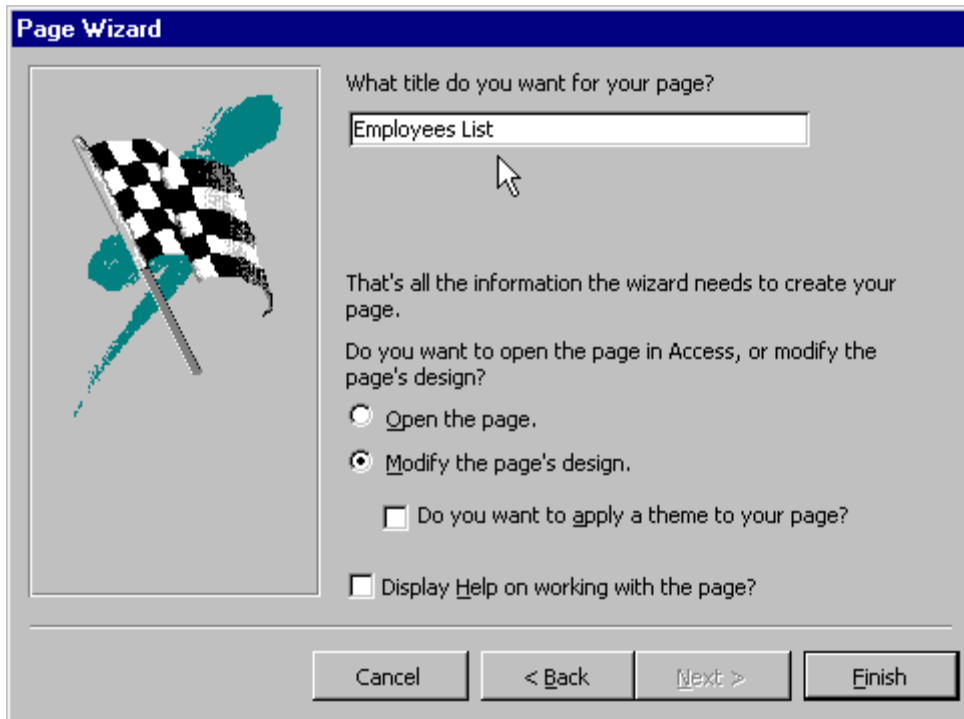 Page Wizard
What title do you want for your page?
Employees List
That's all the information the wizard needs to create your
page.
Do you want to open the page in Access, or modify the
page's design?
Open the page.
Modify the page's design.
Do you want to apply a theme to your page?
Display Help on working with the page?
Cancel < Back Next > Finish